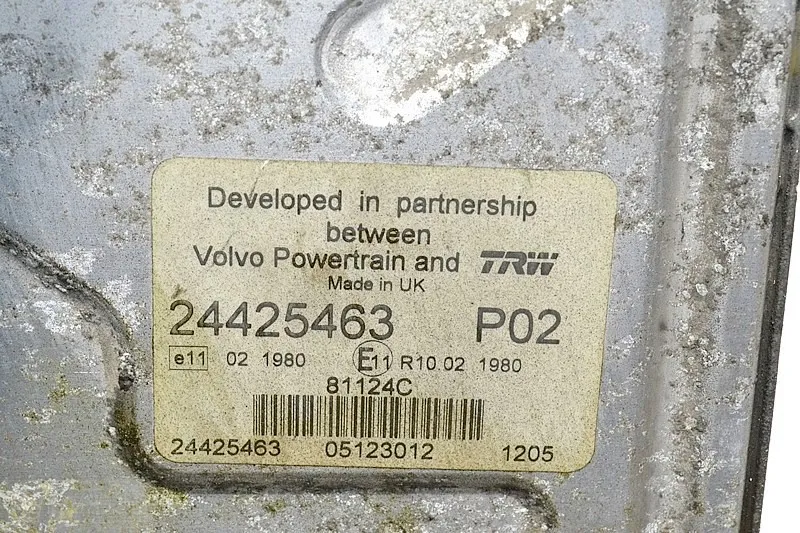 Developed in partnership
between
Volvo Powertrain and TRW
Made in UK
24425463 P02
e11 02 1980 E11 R10.02 1980
81124C
24425463 05123012 1205